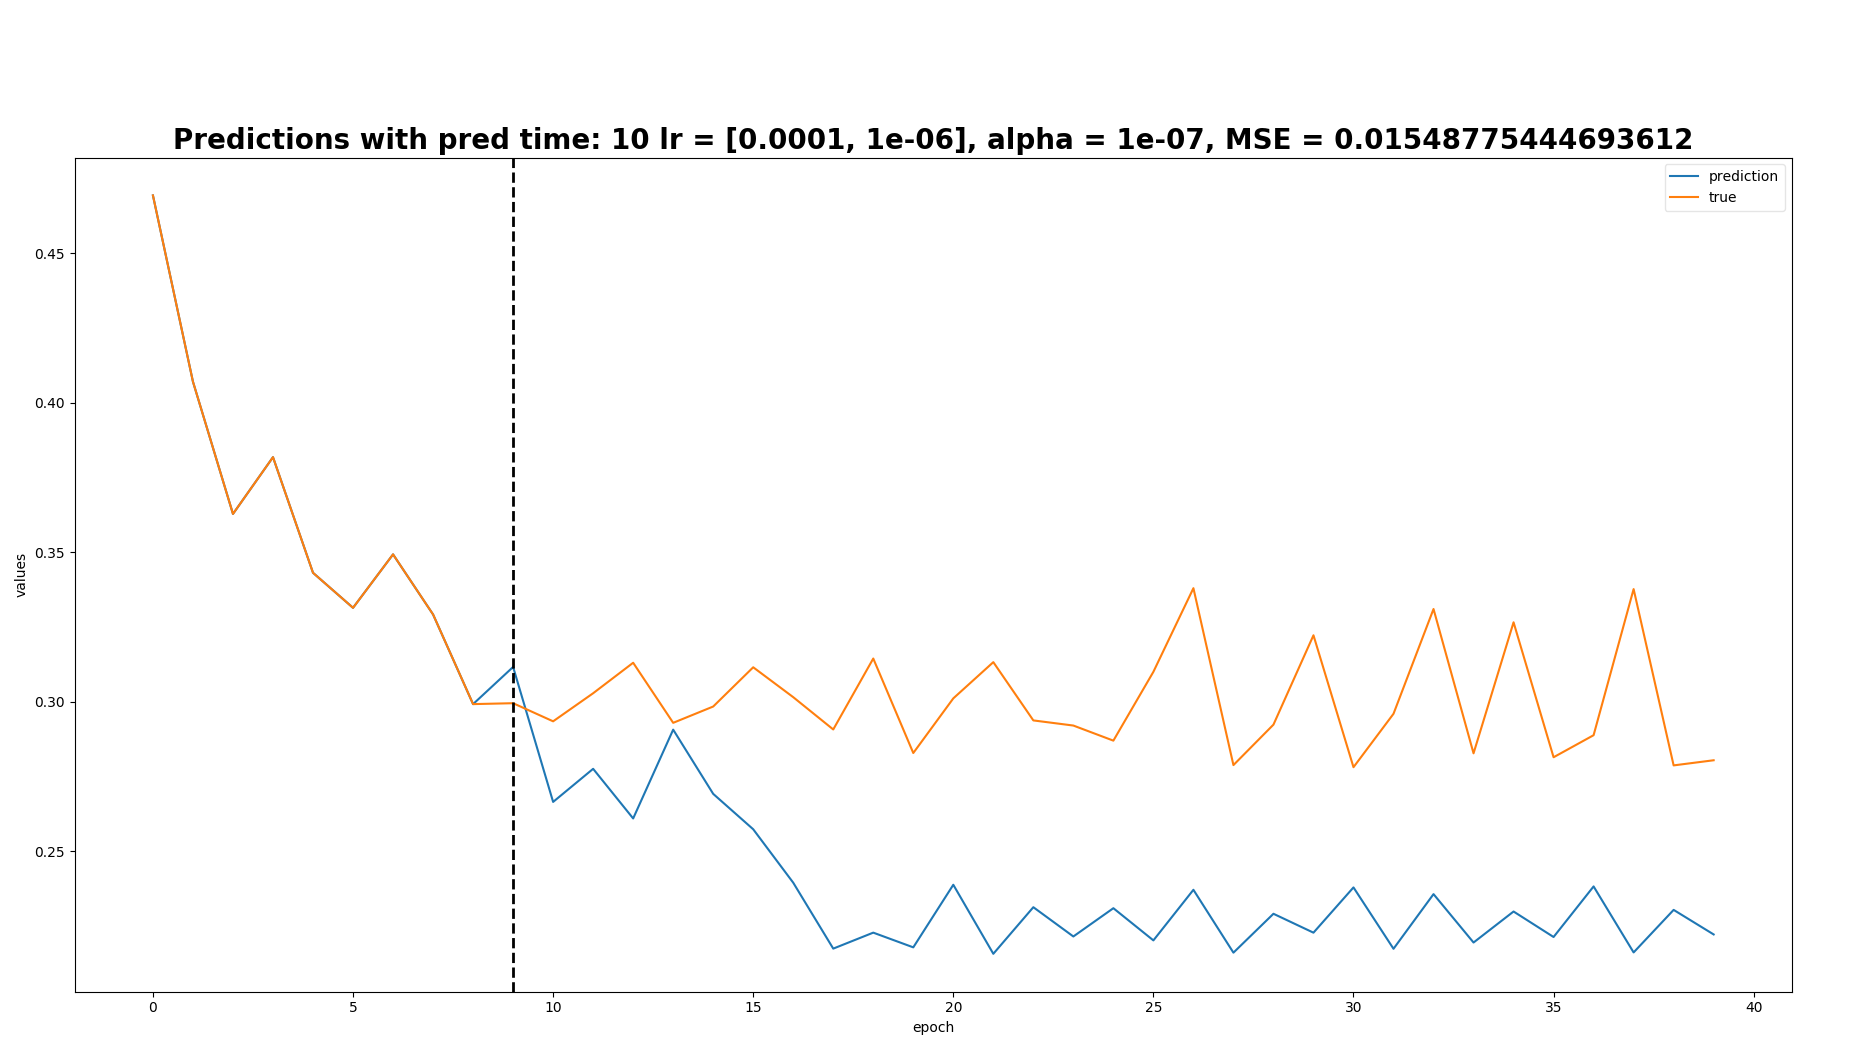 Predictions with pred time: 10 lr = [0.0001, 1e-06], alpha = 1e-07, MSE = 0.01548775444693612
prediction
true
0.45
0.40
0.35
0.30
0.25
values
0 5 10 15 20 25 30 35 40
epoch